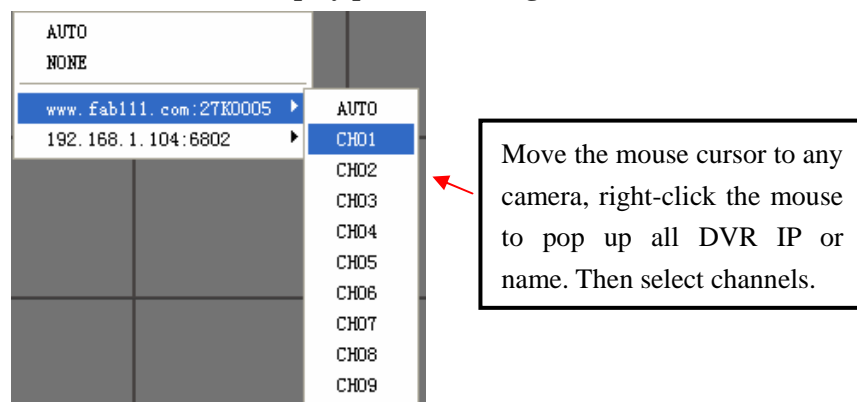 AUTO
NONE
www.fab111.com:27K0005
192.168.1.104:6802
AUTO
CH01
CH02
CH03
CH04
CH05
CH06
CH07
CH08
CH09
Move the mouse cursor to any
camera, right-click the mouse
to pop up all DVR IP or
name. Then select channels.